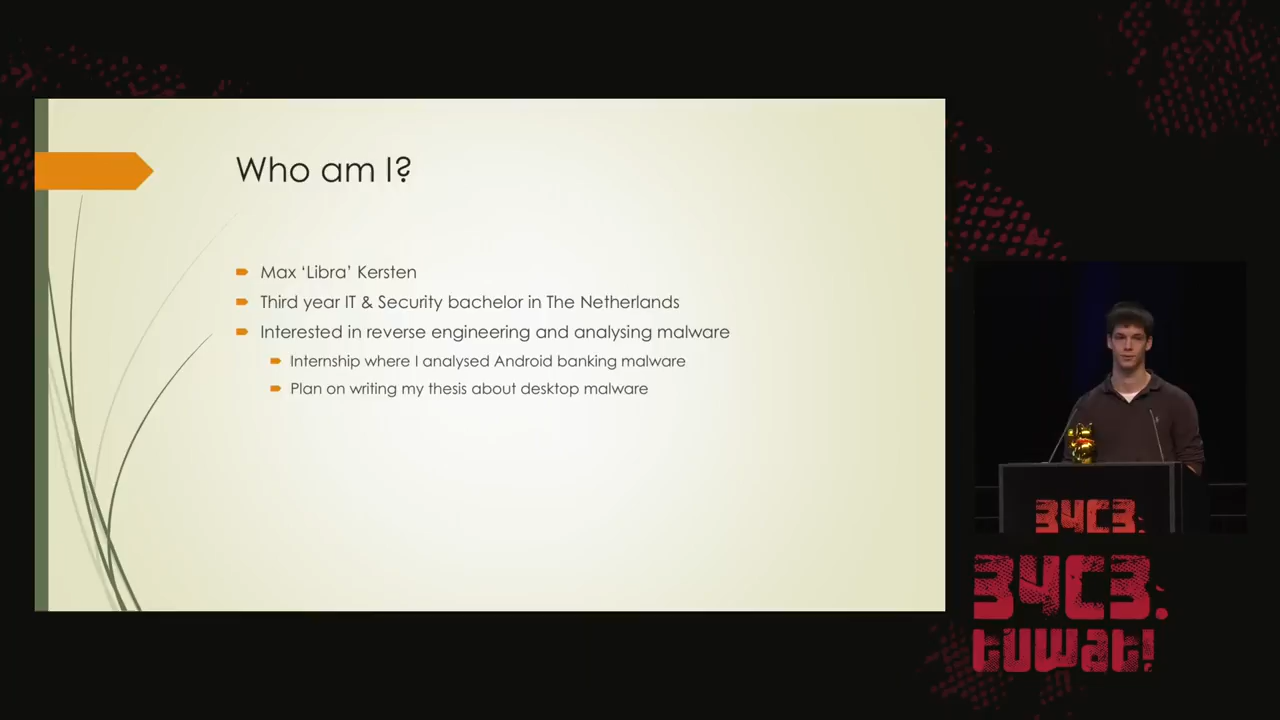 Who am I?
Max ‘Libra’ Kersten
Third year IT & Security bachelor in The Netherlands
Interested in reverse engineering and analysing malware
Internship where I analysed Android banking malware
Plan on writing my thesis about desktop malware
34C3.
34C3.
tuwat!